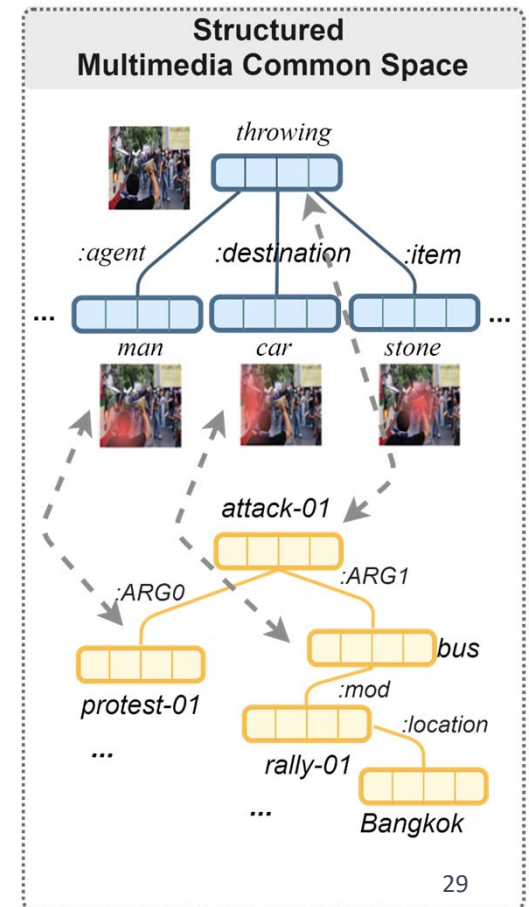 Structured
Multimedia Common Space
throwing
:agent
:destination
:item
...
...
man
car
stone
attack-01
:ARG0
:ARG1
bus
protest-01
:mod
:location
...
rally-01
...
Bangkok
29